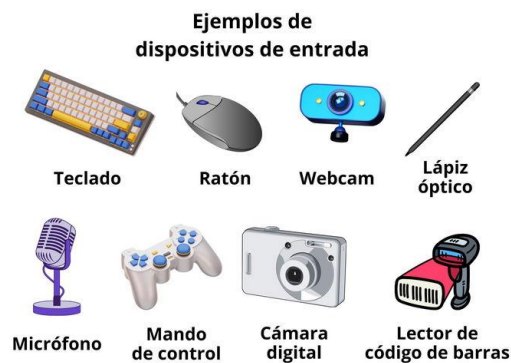 Ejemplos de
dispositivos de entrada
Teclado
Ratón
Webcam
Lápiz
óptico
Micrófono
Mando
de control
Cámara
digital
Lector de
código de barras